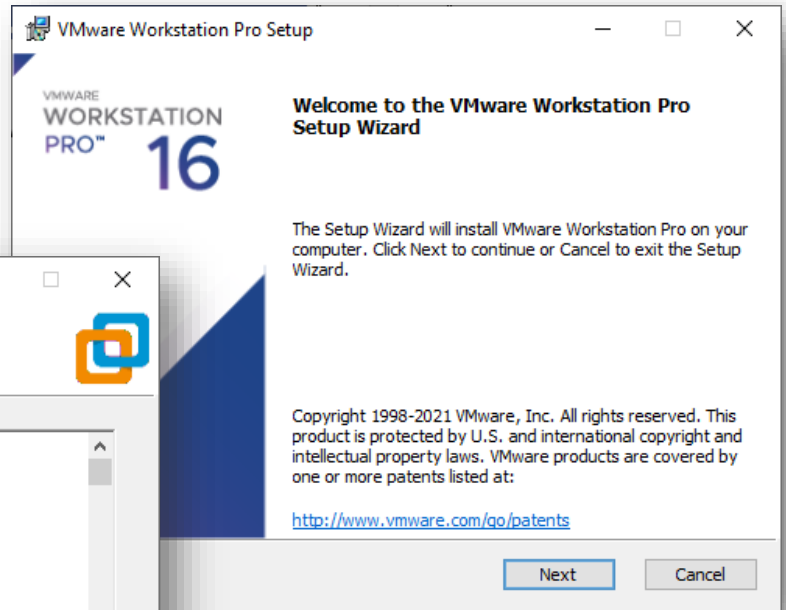 VMware Workstation Pro Setup
VMWARE
WORKSTATION
PRO™ 16
Welcome to the VMware Workstation Pro
Setup Wizard
The Setup Wizard will install VMware Workstation Pro on your
computer. Click Next to continue or Cancel to exit the Setup
Wizard.
Copyright 1998-2021 VMware, Inc. All rights reserved. This
product is protected by U.S. and international copyright and
intellectual property laws. VMware products are covered by
one or more patents listed at:
http://www.vmware.com/go/patents
Next Cancel